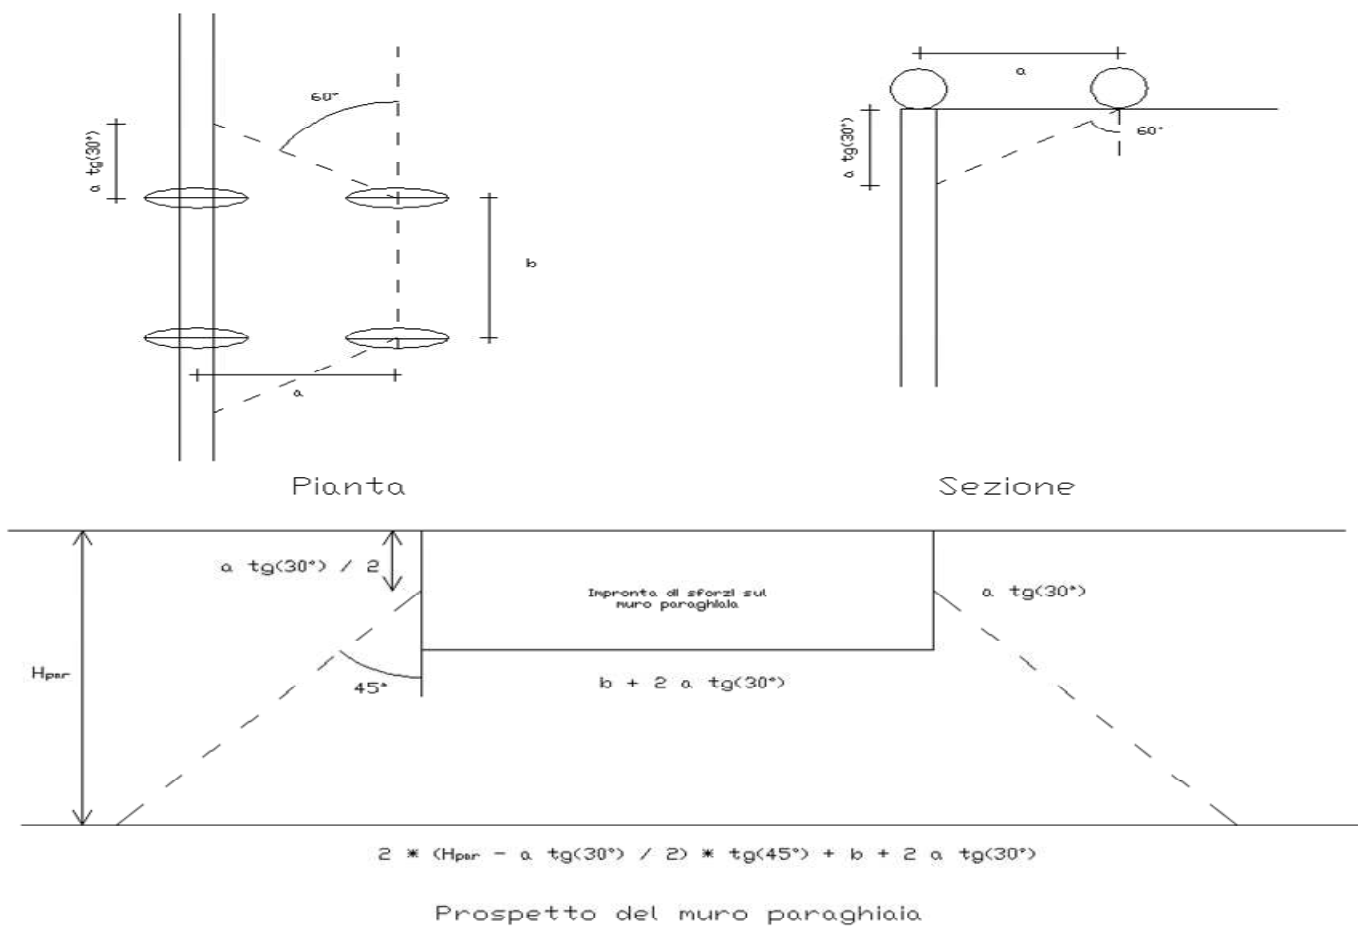 60°
a tg(30°)
b
a
Pianta
a
a tg(30°)
60°
Sezione
a tg(30°) / 2
Impronta di sforzi sul
muro paraghiaia
a tg(30°)
Hpar
45°
b + 2 a tg(30°)
2 * (Hpar - a tg(30°) / 2) * tg(45°) + b + 2 a tg(30°)
Prospetto del muro paraghiaia